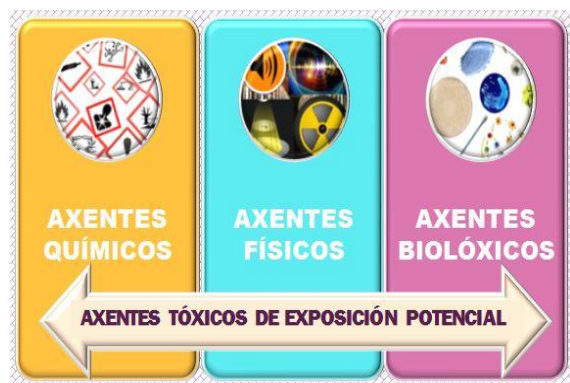 AXENTES
QUÍMICOS
AXENTES
FÍSICOS
AXENTES
BIOLÓXICOS
AXENTES TÓXICOS DE EXPOSICIÓN POTENCIAL